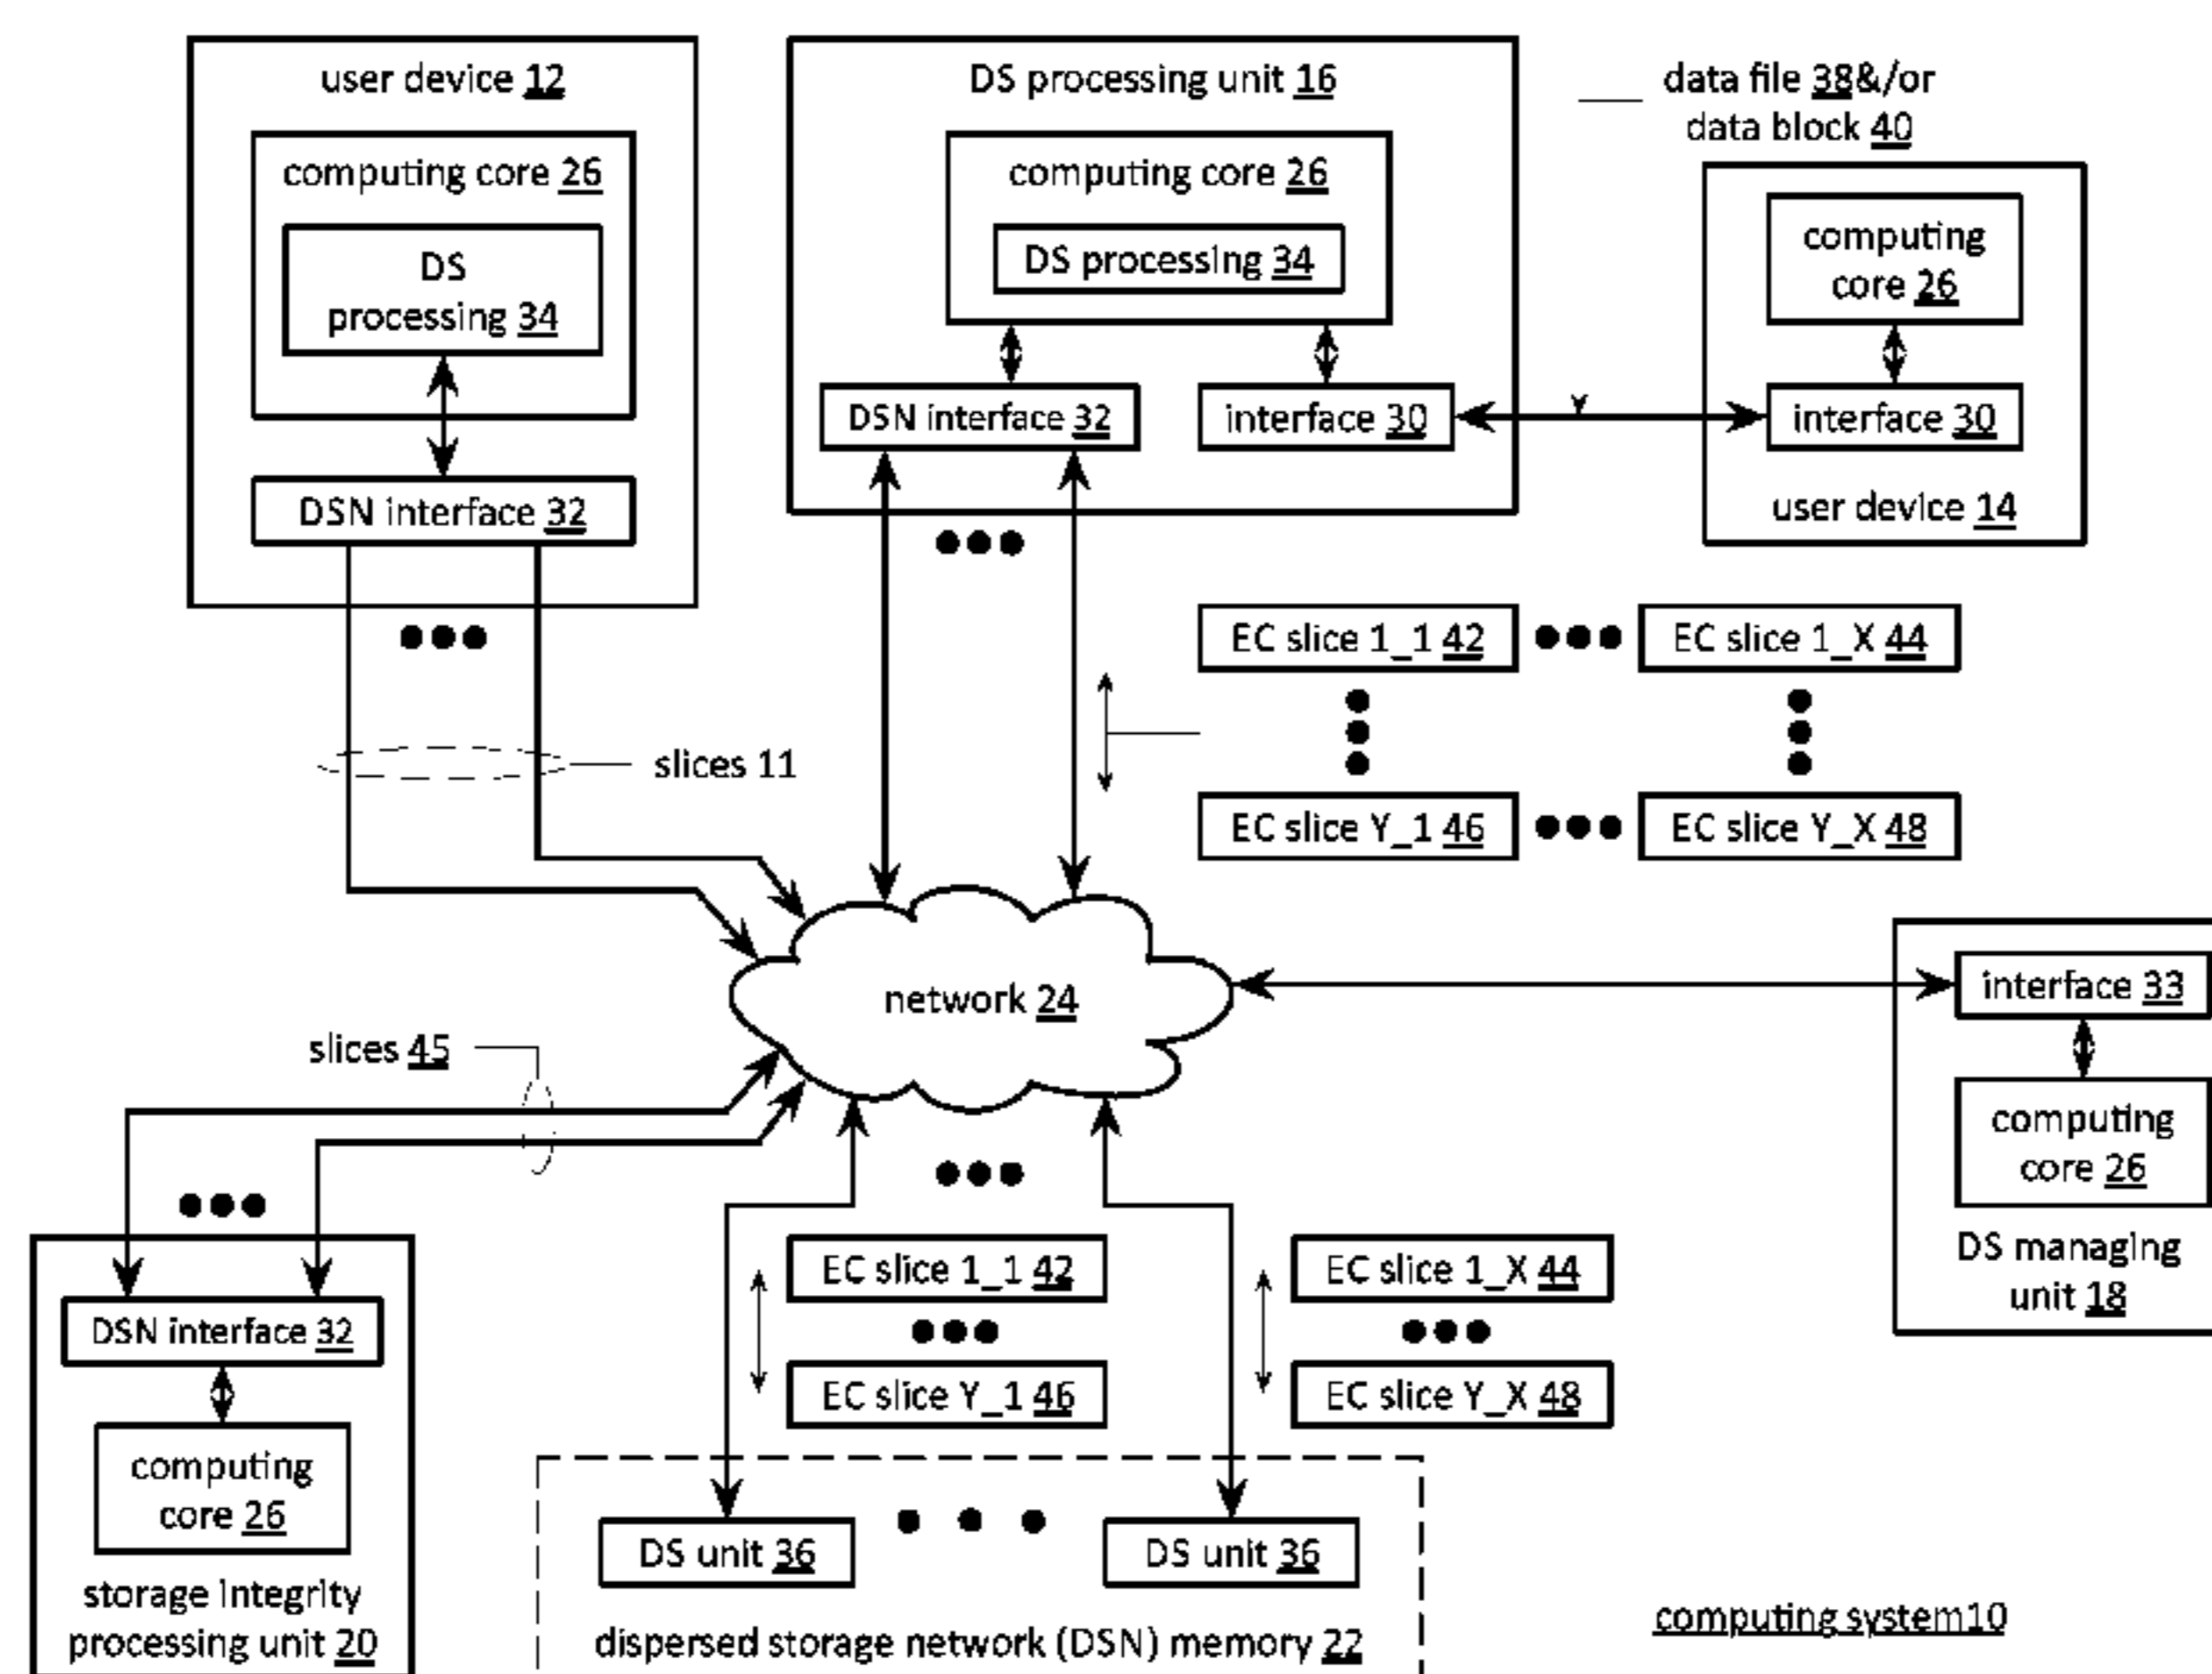 user device 12
computing core 26
DS
processing 34
DSN interface 32
DS processing unit 16
computing core 26
DS processing 34
DSN interface 32
interface 30
data file 38&/or
data block 40
computing
core 26
interface 30
user device 14
slices 11
EC slice 1_1 42
EC slice 1_X 44
EC slice Y_1 46
EC slice Y_X 48
network 24
interface 33
computing
core 26
DS managing
unit 18
slices 45
DSN interface 32
computing
core 26
storage integrity
processing unit 20
EC slice 1_1 42
EC slice 1_X 44
EC slice Y_1 46
EC slice Y_X 48
DS unit 36
DS unit 36
dispersed storage network (DSN) memory 22
computing system10